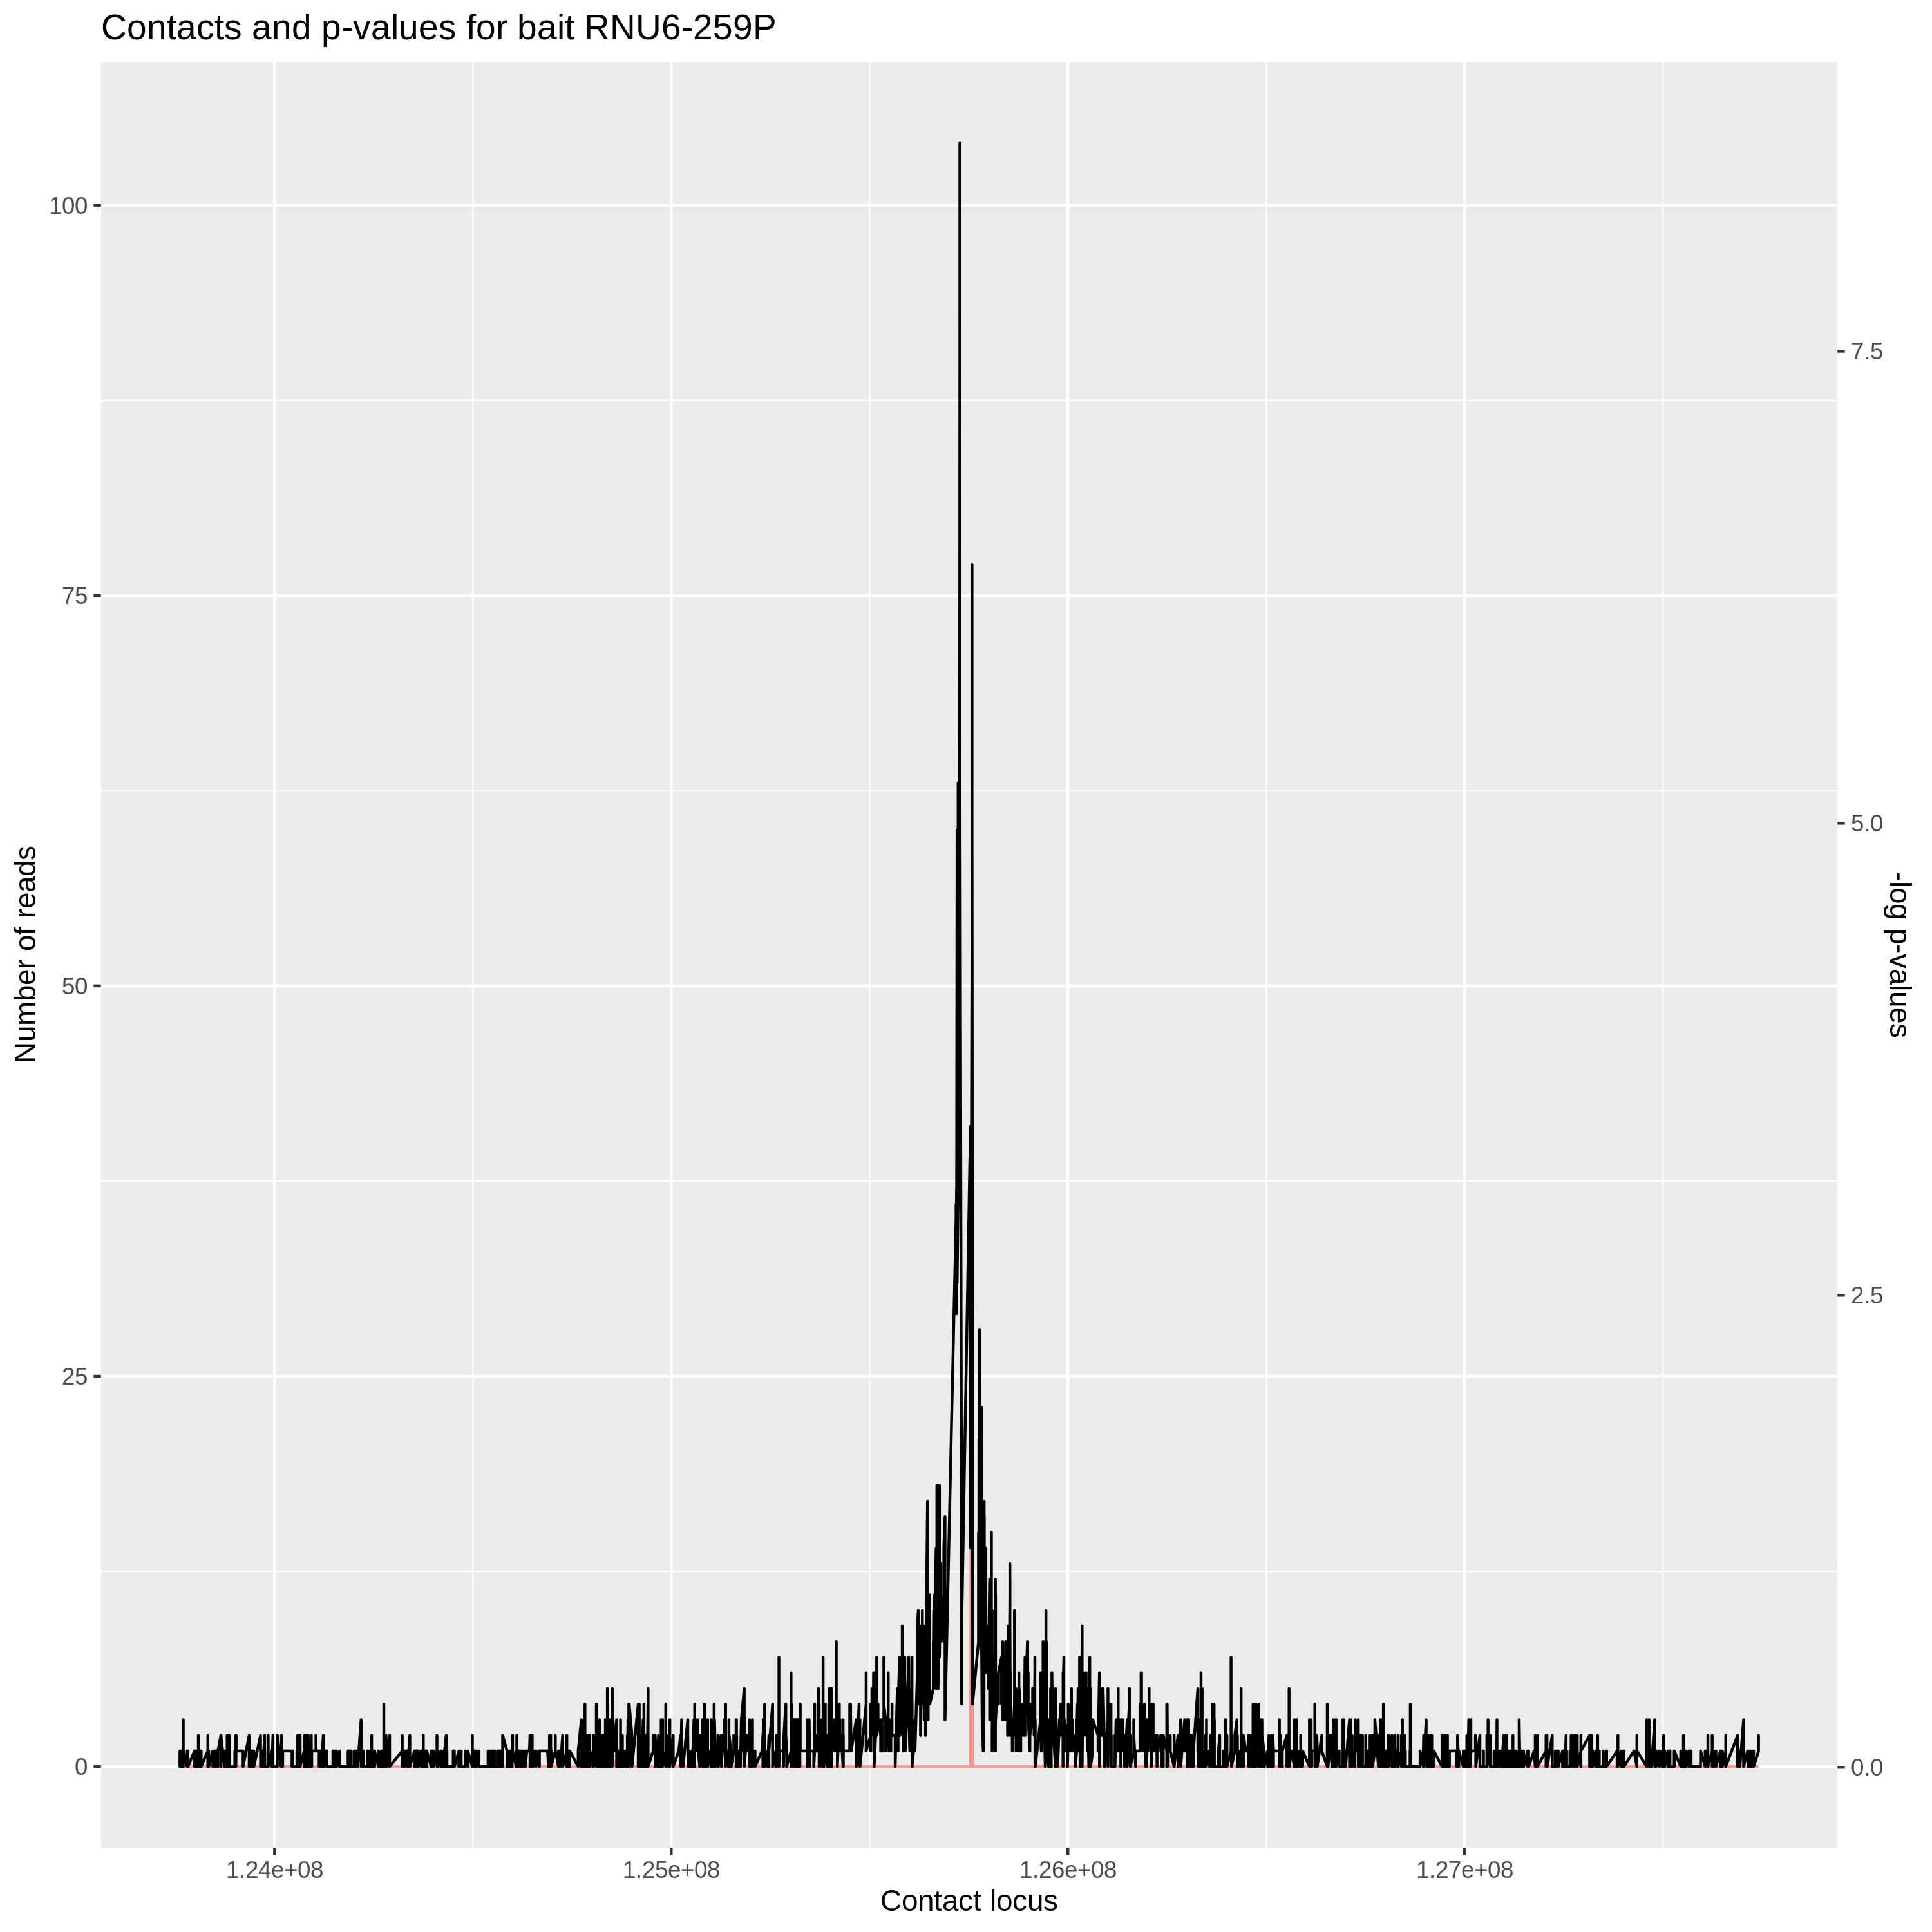 Contacts and p-values for bait RNU6-259P
100
75
50
25
0
Number of reads
7.5
5.0
2.5
0.0
-log p-values
1.24e+08
1.25e+08
1.26e+08
1.27e+08
Contact locus